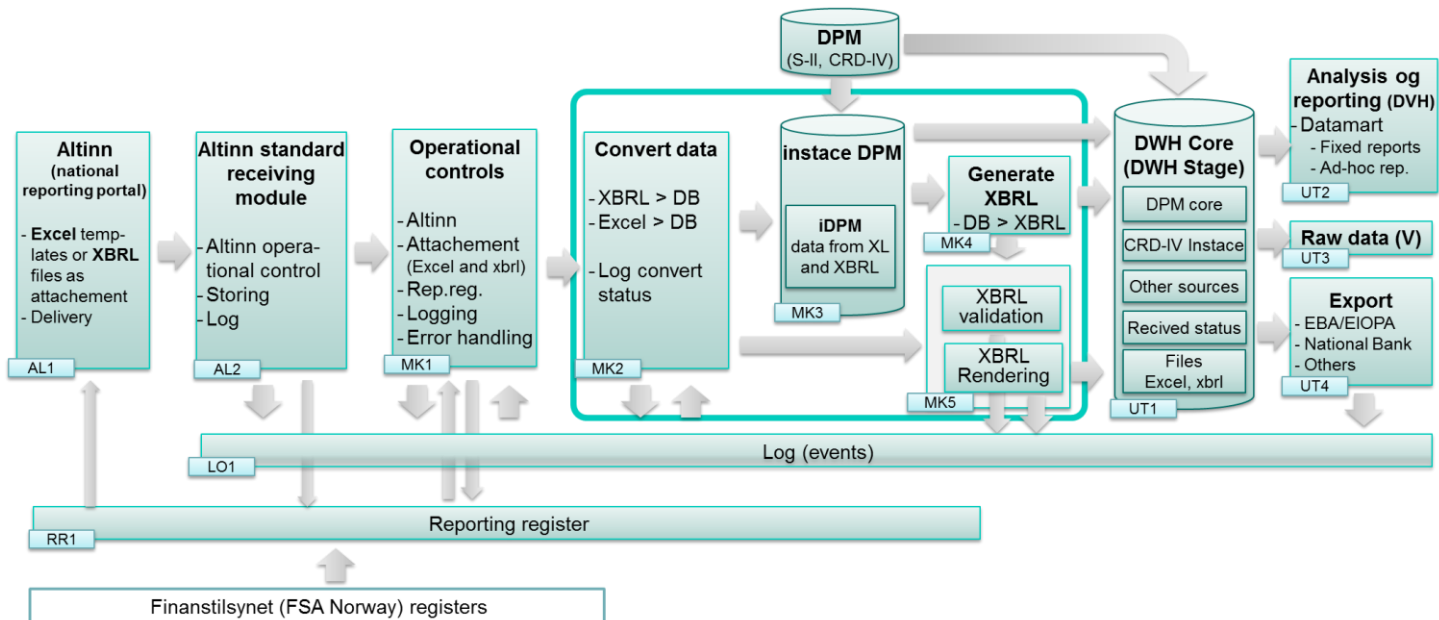 DPM
(S-II, CRD-IV)
Altinn
(national
reporting portal)
- Excel temp-
lates or XBRL
files as
attachement
- Delivery
AL1
Altinn standard
receiving
module
- Altinn opera-
tional control
- Storing
- Log
AL2
Operational
controls
- Altinn
- Attachement
(Excel and xbrl)
- Rep.reg.
- Logging
- Error handling
MK1
Convert data
- XBRL > DB
- Excel > DB
- Log convert
status
MK2
instace DPM
iDPM
data from XL
and XBRL
MK3
Generate
XBRL
- DB > XBRL
MK4
XBRL
validation
XBRL
Rendering
MK5
DWH Core
(DWH Stage)
DPM core
CRD-IV Instace
Other sources
Recived status
Files
Excel, xbrl
UT1
Analysis og
reporting (DVH)
- Datamart
- Fixed reports
- Ad-hoc rep.
UT2
Raw data (V)
UT3
Export
- EBA/EIOPA
- National Bank
- Others
UT4
Log (events)
LO1
Reporting register
RR1
Finanstilsynet (FSA Norway) registers